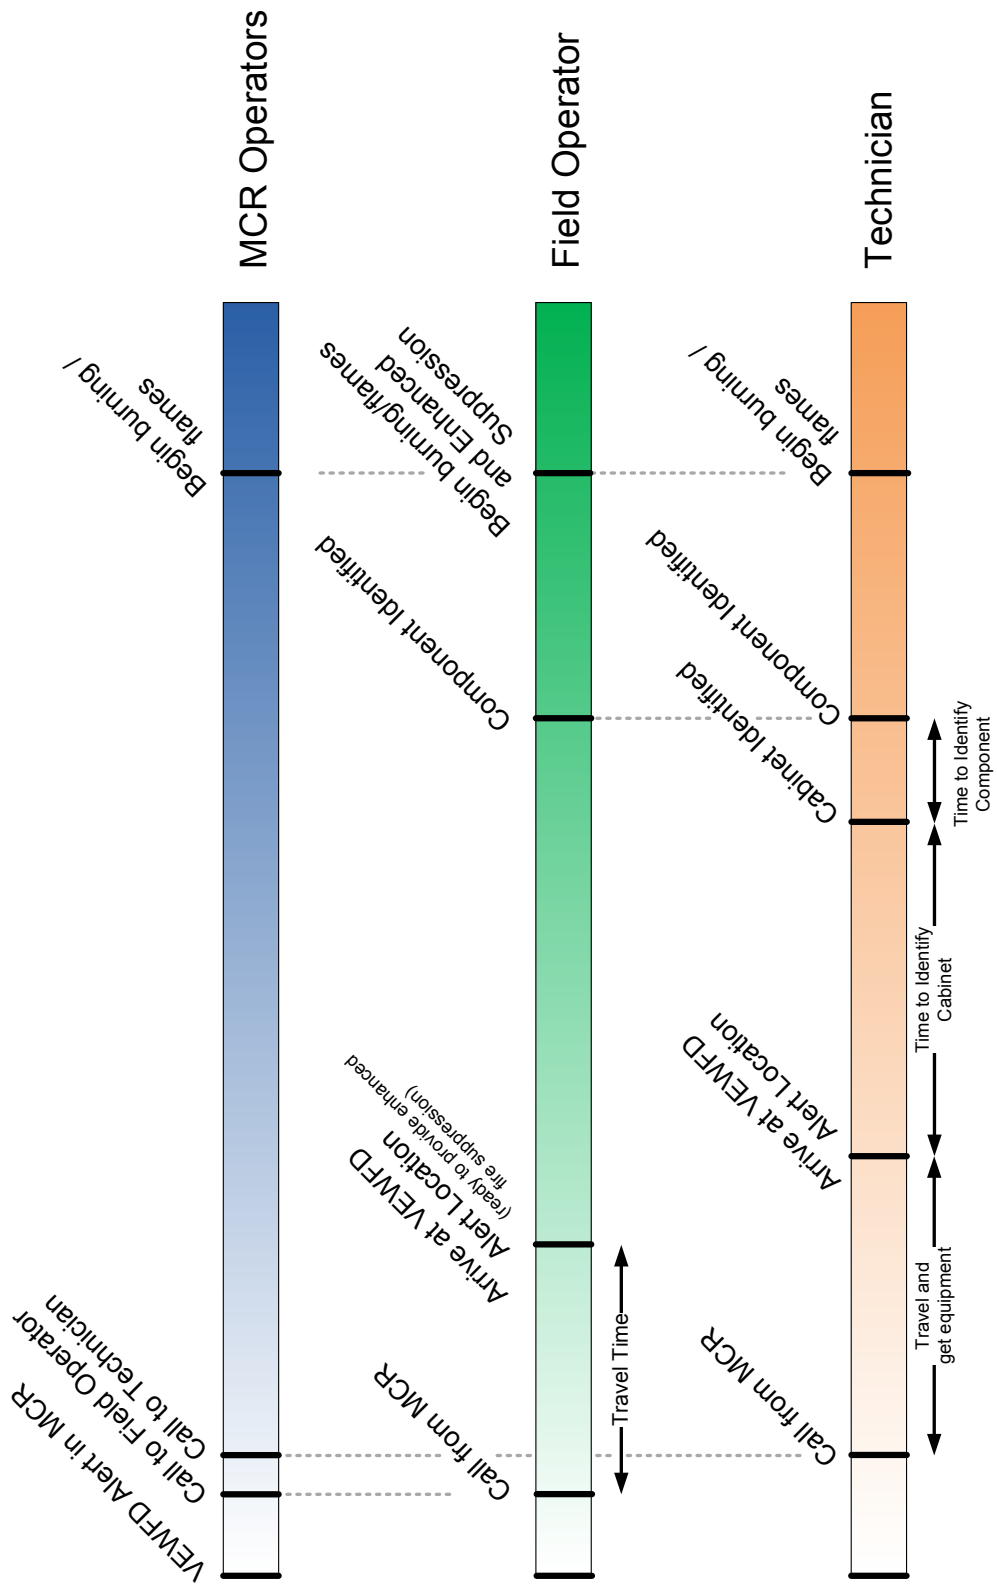 MCR Operators
VEWFD Alert in MCR
Call to Field Operator
Call to Technician
Begin burning /
flames
Field Operator
Call from MCR
Arrive at VEWFD
Alert Location
(ready to provide enhanced
fire suppression)
Component Identified
Begin burning/flames
and Enhanced
Suppression
Travel Time
Technician
Call from MCR
Arrive at VEWFD
Alert Location
Cabinet Identified
Component Identified
Begin burning /
flames
Travel and
get equipment
Time to Identify
Cabinet
Time to Identify
Component